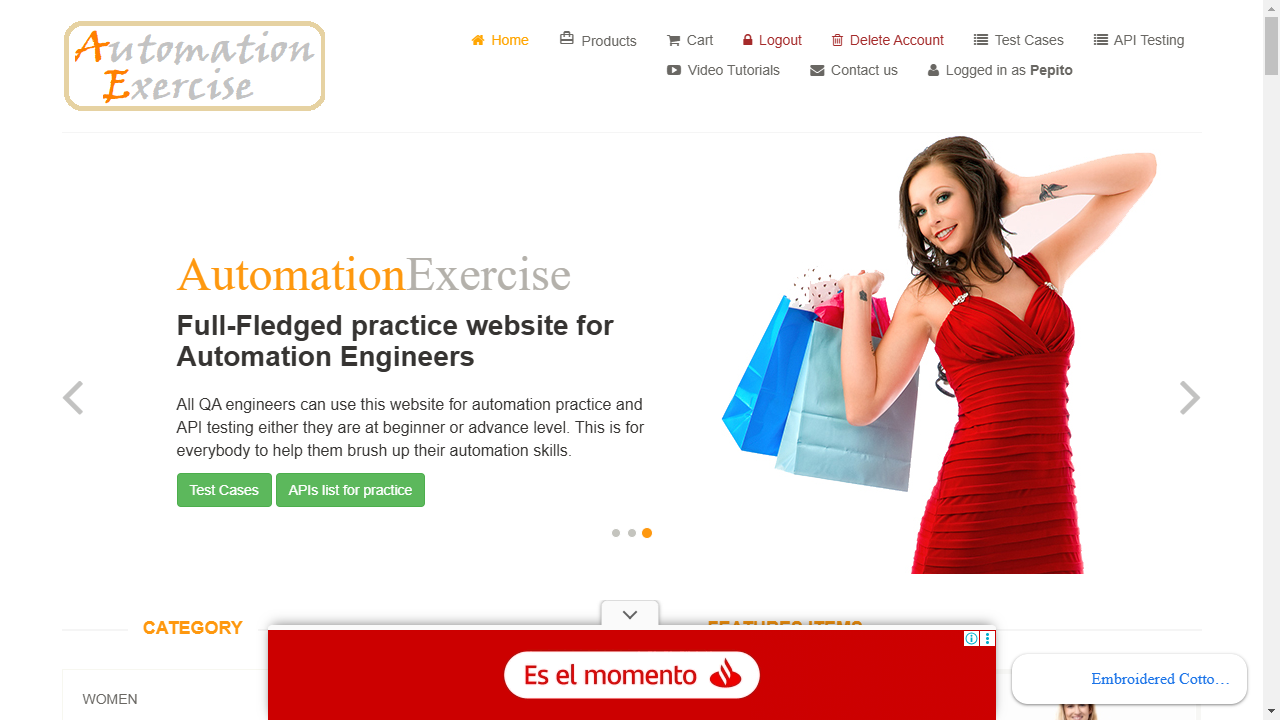 Automation
Exercise
Home
Products
Cart
Logout
Delete Account
Test Cases
API Testing
Video Tutorials
Contact us
Logged in as Pepito
AutomationExercise
Full-Fledged practice website for
Automation Engineers
All QA engineers can use this website for automation practice and
API testing either they are at beginner or advance level. This is for
everybody to help them brush up their automation skills.
Test Cases
APIs list for practice
CATEGORY
FEATURES ITEMS
WOMEN
Es el momento
Embroidered Cotto…